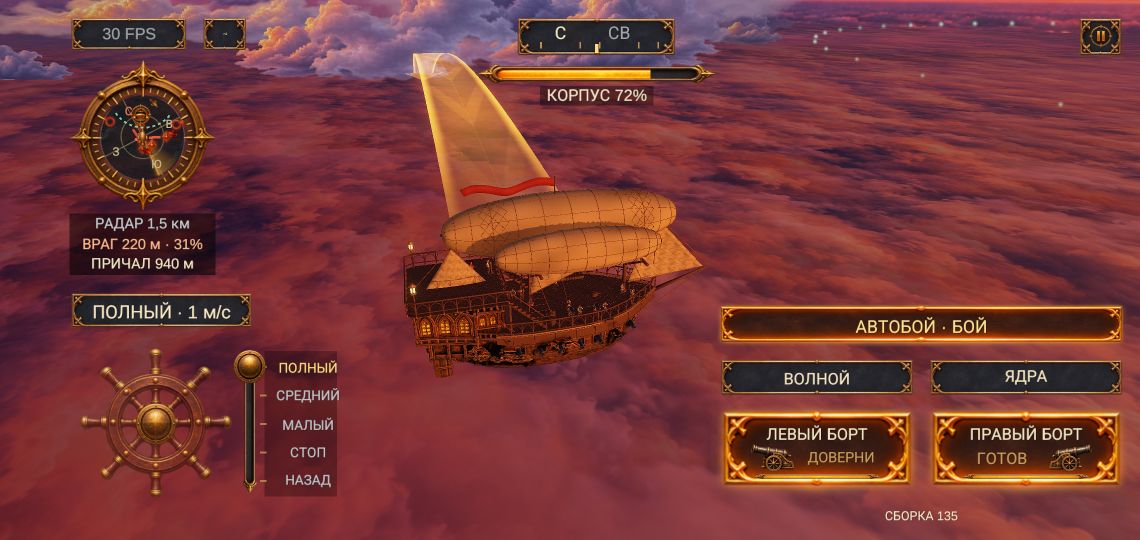 30 FPS
С СВ
КОРПУС 72%
С
В
З
Ю
РАДАР 1,5 км
ВРАГ 220 м · 31%
ПРИЧАЛ 940 м
ПОЛНЫЙ · 1 м/с
ПОЛНЫЙ
СРЕДНИЙ
МАЛЫЙ
СТОП
НАЗАД
АВТОБОЙ · БОЙ
ВОЛНОЙ
ЯДРА
ЛЕВЫЙ БОРТ
ДОВЕРНИ
ПРАВЫЙ БОРТ
ГОТОВ
СБОРКА 135